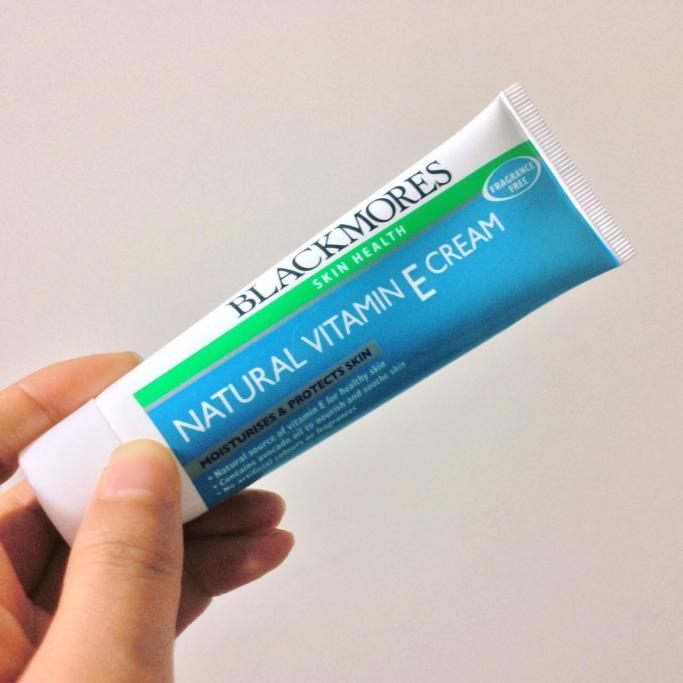 BLACKMORES
SKIN HEALTH
FRAGRANCE
FREE
NATURAL VITAMIN E CREAM
MOISTURISES & PROTECTS SKIN
• Natural source of vitamin E for healthy skin
• Contains avocado oil to nourish and soothe skin
• No artificial colours or fragrances